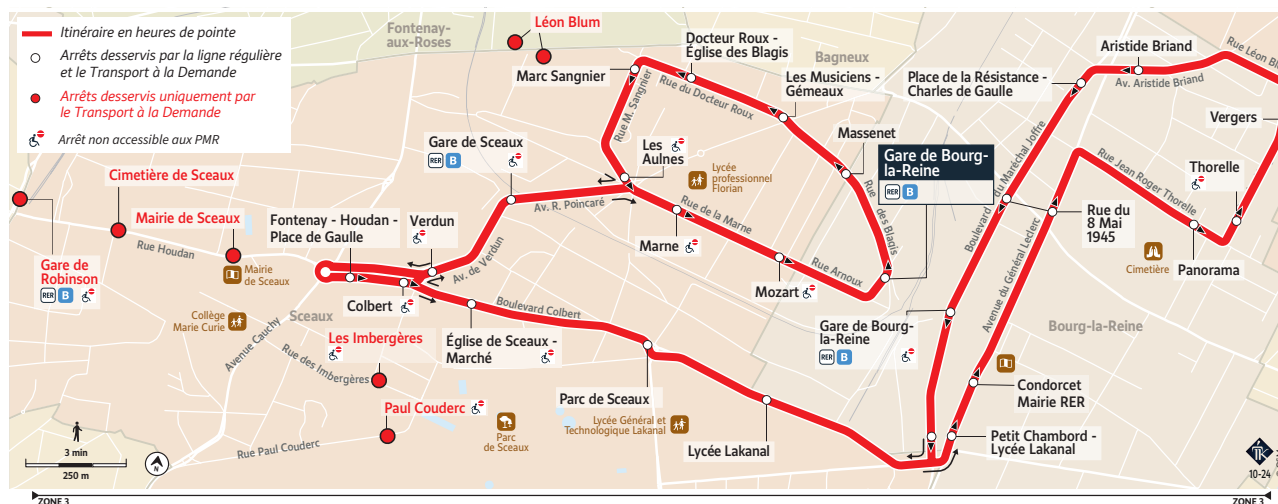 Itinéraire en heures de pointe
Arrêts desservis par la ligne régulière
et le Transport à la Demande
Arrêts desservis uniquement par
le Transport à la Demande
Arrêt non accessible aux PMR
Fontenay-
aux-Roses
Léon Blum
Marc Sangnier
Docteur Roux -
Église des Blagis
Bagneux
Les Musiciens -
Gémeaux
Place de la Résistance -
Charles de Gaulle
Aristide Briand
Av. Aristide Briand
Rue Léon Bl
Vergers
Rue du Docteur Roux
Rue M. Sangnier
Massenet
Gare de Sceaux
RER B
Les
Aulnes
Lycée
professionnel
Florian
Gare de Bourg-
la-Reine
RER B
Boulevard du Maréchal Joffre
Rue Jean Roger Thorelle
Thorelle
Cimetière de Sceaux
Mairie de Sceaux
Fontenay - Houdan -
Place de Gaulle
Verdun
Av. R. Poincaré
Rue de la Marne
Rue des Blagis
Rue du
8 Mai
1945
Rue Houdan
Gare de
Robinson
RER B
Mairie
de Sceaux
Av. de Verdun
Marne
Mozart
Rue Arnoux
Avenue du Général Leclerc
Cimetière
Panorama
Colbert
Boulevard Colbert
Collège
Marie Curie
Sceaux
Avenue Cauchy
Les Imbergères
Rue des Imbergères
Église de Sceaux -
Marché
Gare de Bourg-
la-Reine
RER B
Bourg-la-Reine
Parc de Sceaux
Condorcet
Mairie RER
Paul Couderc
Rue Paul Couderc
Parc
de Sceaux
Lycée Général et
Technologique Lakanal
Lycée Lakanal
Petit Chambord -
Lycée Lakanal
3 min
250 m
N
10-24
ZONE 3
ZONE 3